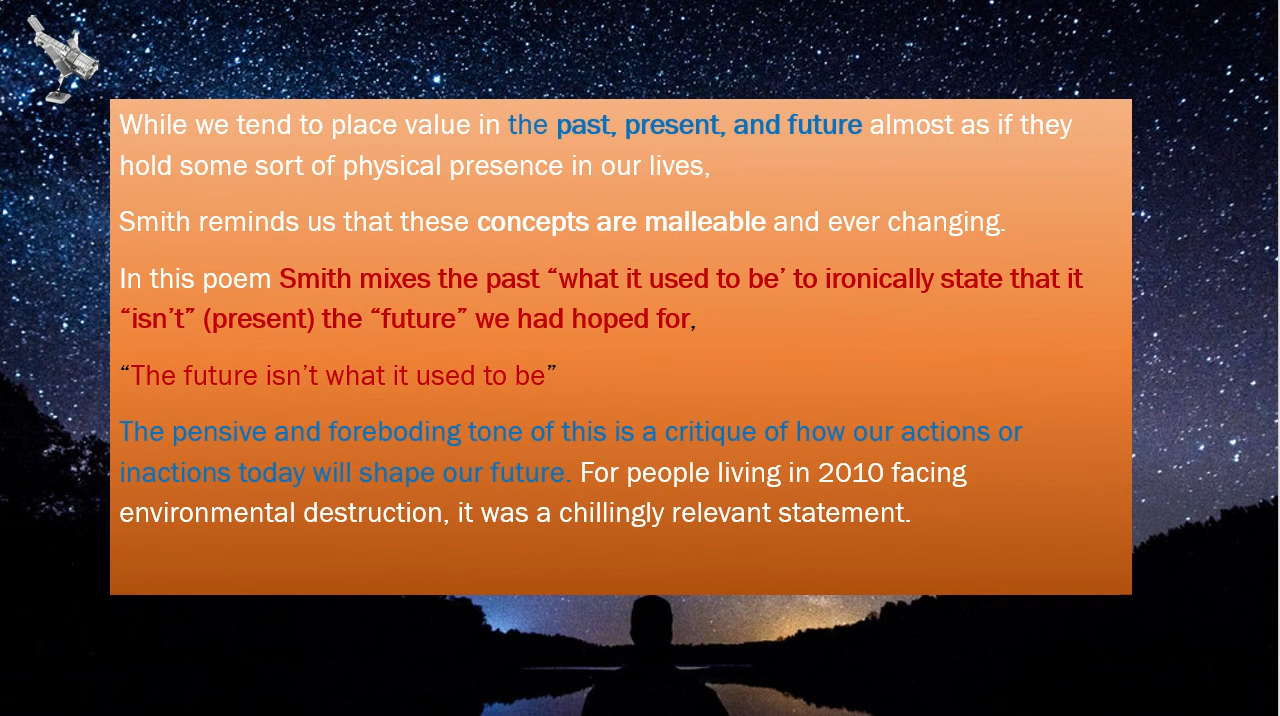 While we tend to place value in the past, present, and future almost as if they
hold some sort of physical presence in our lives,
Smith reminds us that these concepts are malleable and ever changing.
In this poem Smith mixes the past “what it used to be’ to ironically state that it
“isn’t” (present) the “future” we had hoped for,
“The future isn’t what it used to be”
The pensive and foreboding tone of this is a critique of how our actions or
inactions today will shape our future. For people living in 2010 facing
environmental destruction, it was a chillingly relevant statement.